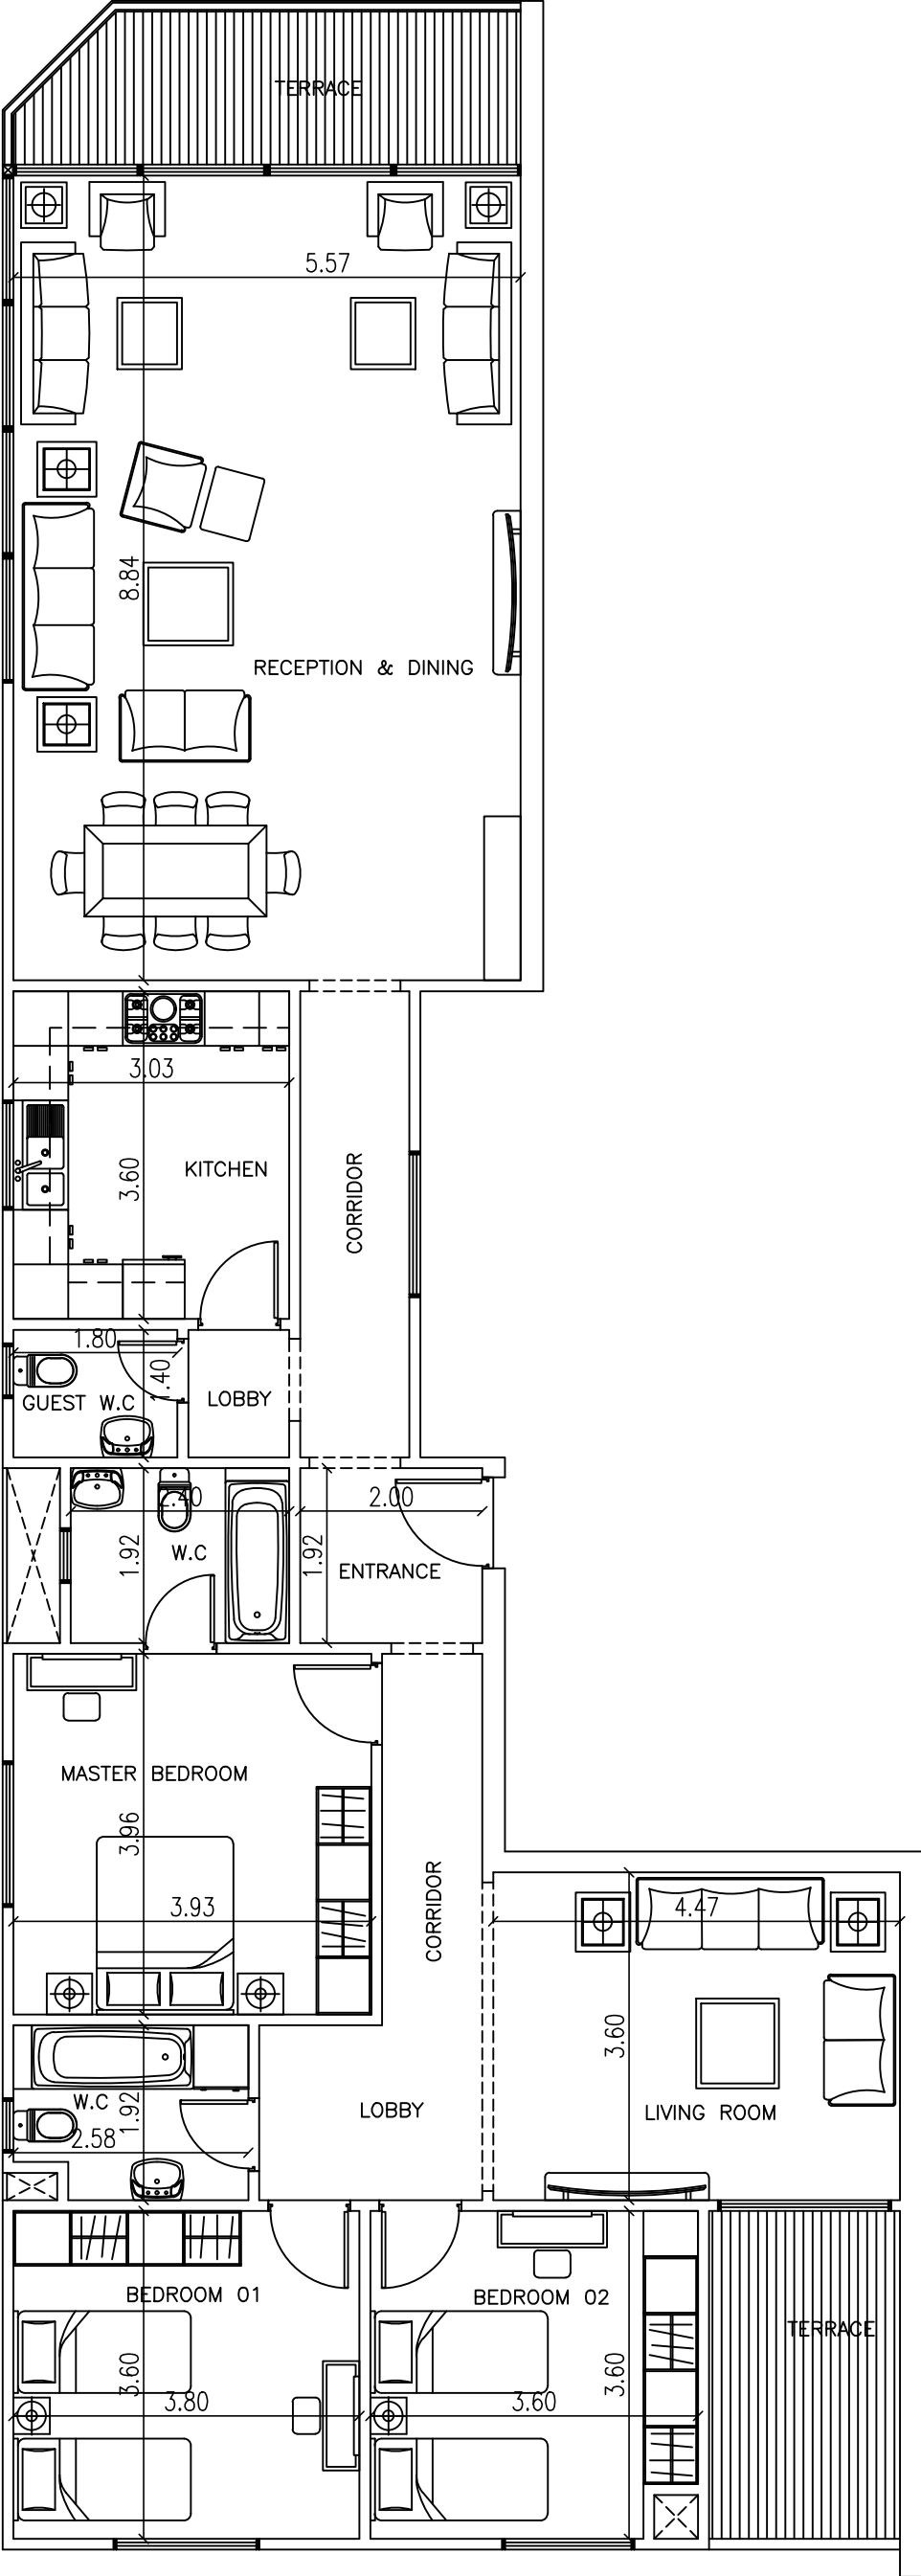 TERRACE
5.57
8.84
RECEPTION & DINING
3.03
3.60
KITCHEN
CORRIDOR
1.80
1.40
GUEST W.C
LOBBY
2.40
2.00
1.92
W.C
1.92
ENTRANCE
MASTER BEDROOM
3.96
3.93
CORRIDOR
4.47
3.60
W.C
1.92
2.58
LOBBY
LIVING ROOM
BEDROOM 01
BEDROOM 02
TERRACE
3.60
3.80
3.60
3.60